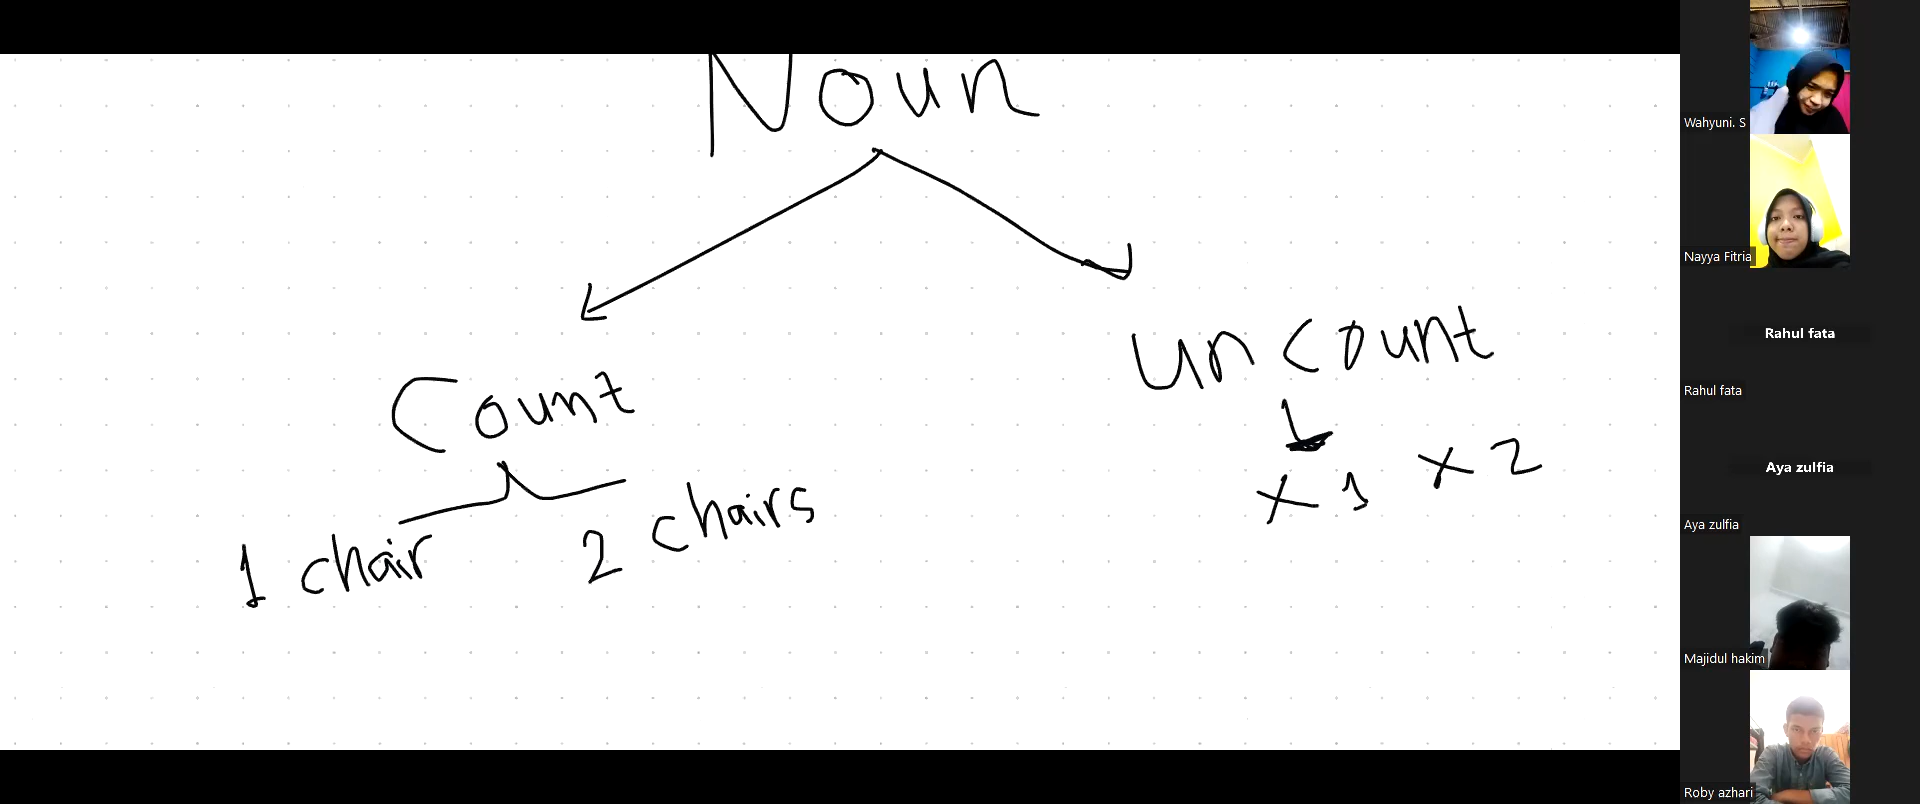 Noun
Count
uncount
1 chair
2 chairs
x 1
x 2
Wahyuni. S
Nayya Fitria
Rahul fata
Rahul fata
Aya zulfia
Aya zulfia
Majidul hakim
Roby azhari